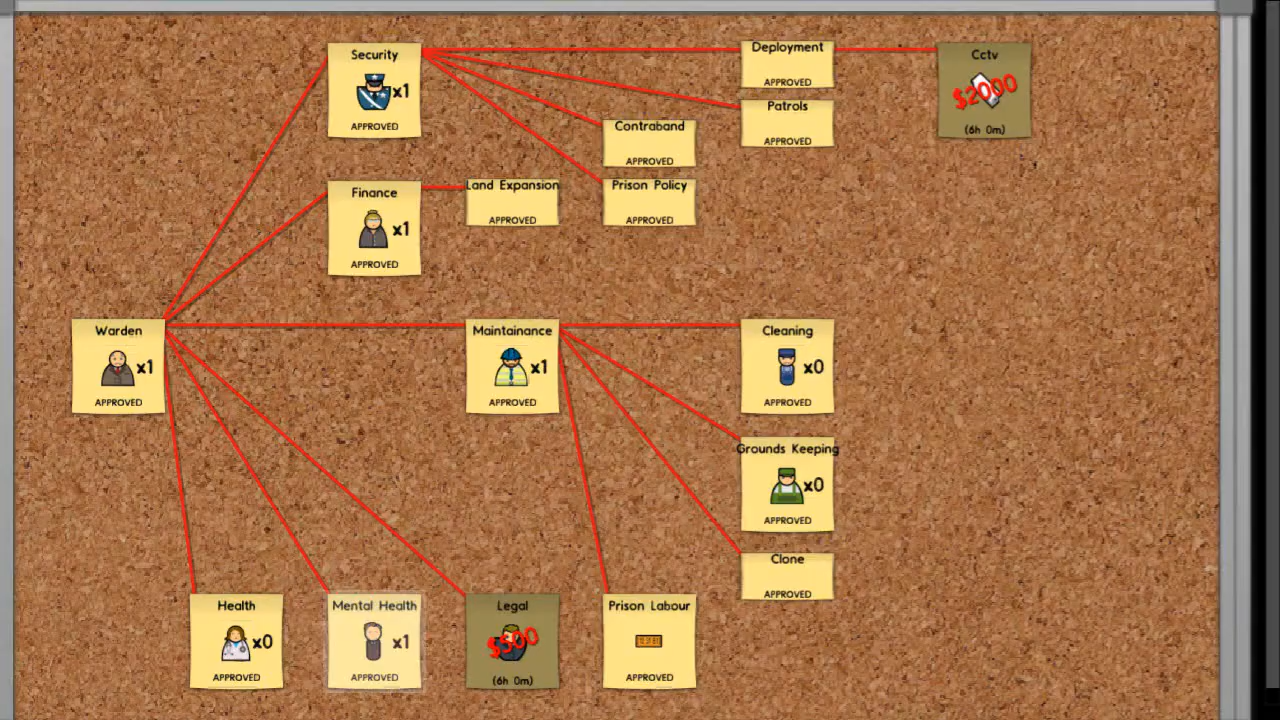 Security
x1
APPROVED
Deployment
APPROVED
Cctv
$2000
(6h 0m)
Patrols
APPROVED
Contraband
APPROVED
Finance
x1
APPROVED
Land Expansion
APPROVED
Prison Policy
APPROVED
Warden
x1
APPROVED
Maintainance
x1
APPROVED
Cleaning
x0
APPROVED
Grounds Keeping
x0
APPROVED
Clone
APPROVED
Health
x0
APPROVED
Mental Health
x1
APPROVED
Legal
$500
(6h 0m)
Prison Labour
APPROVED